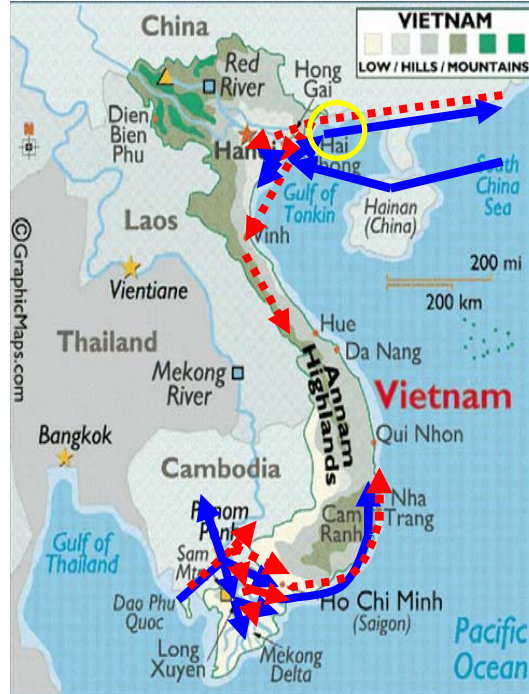 VIETNAM
LOW / HILLS / MOUNTAINS
China
Red
River
Hong
Gai
Dien
Bien
Phu
N
Hai
Gulf of
Tonkin
South
China
Sea
Hainan
(China)
Laos
Vinh
Vientiane
200 mi
200 km
© GraphicMaps.com
Thailand
Hue
Da Nang
Mekong
River
Annam
Highlands
Vietnam
Bangkok
Qui Nhon
Cambodia
Nha
Trang
Cam
Ranh
Gulf of
Thailand
Sam
Dao Phu
Quoc
Ho Chi Minh
(Saigon)
Long
Xuyen
Mekong
Delta
Pacific
Ocean